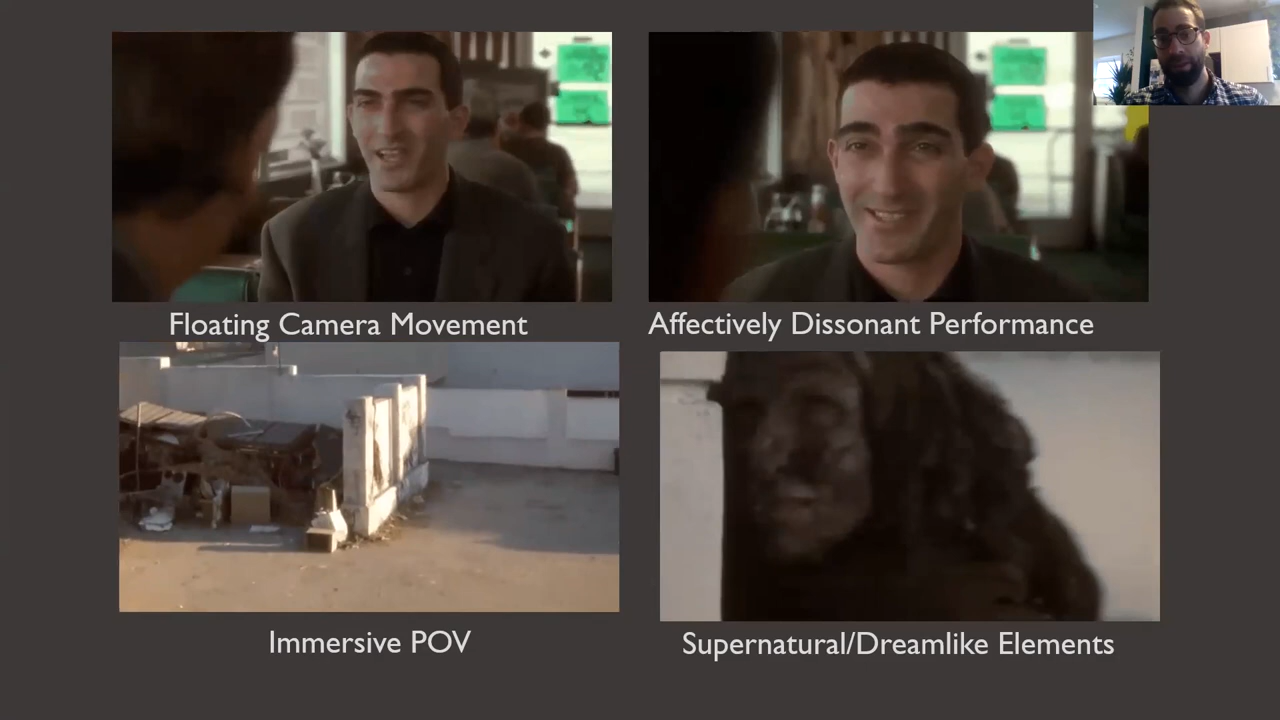 Floating Camera Movement
Affectively Dissonant Performance
Immersive POV
Supernatural/Dreamlike Elements